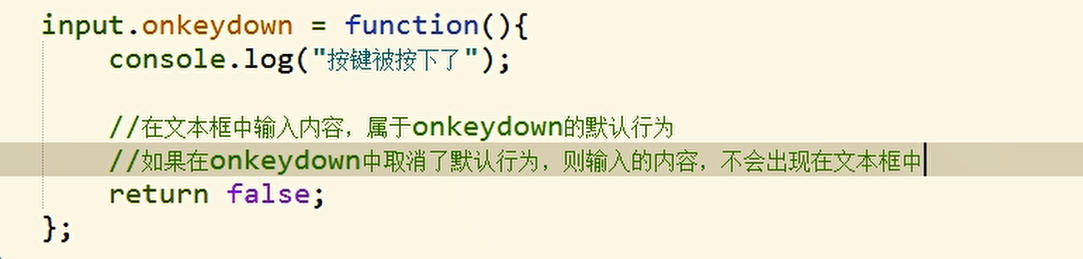 input.onkeydown = function(){
console.log("按键被按下了");
//在文本框中输入内容，属于onkeydown的默认行为
//如果在onkeydown中取消了默认行为，则输入的内容，不会出现在文本框中
return false;
};